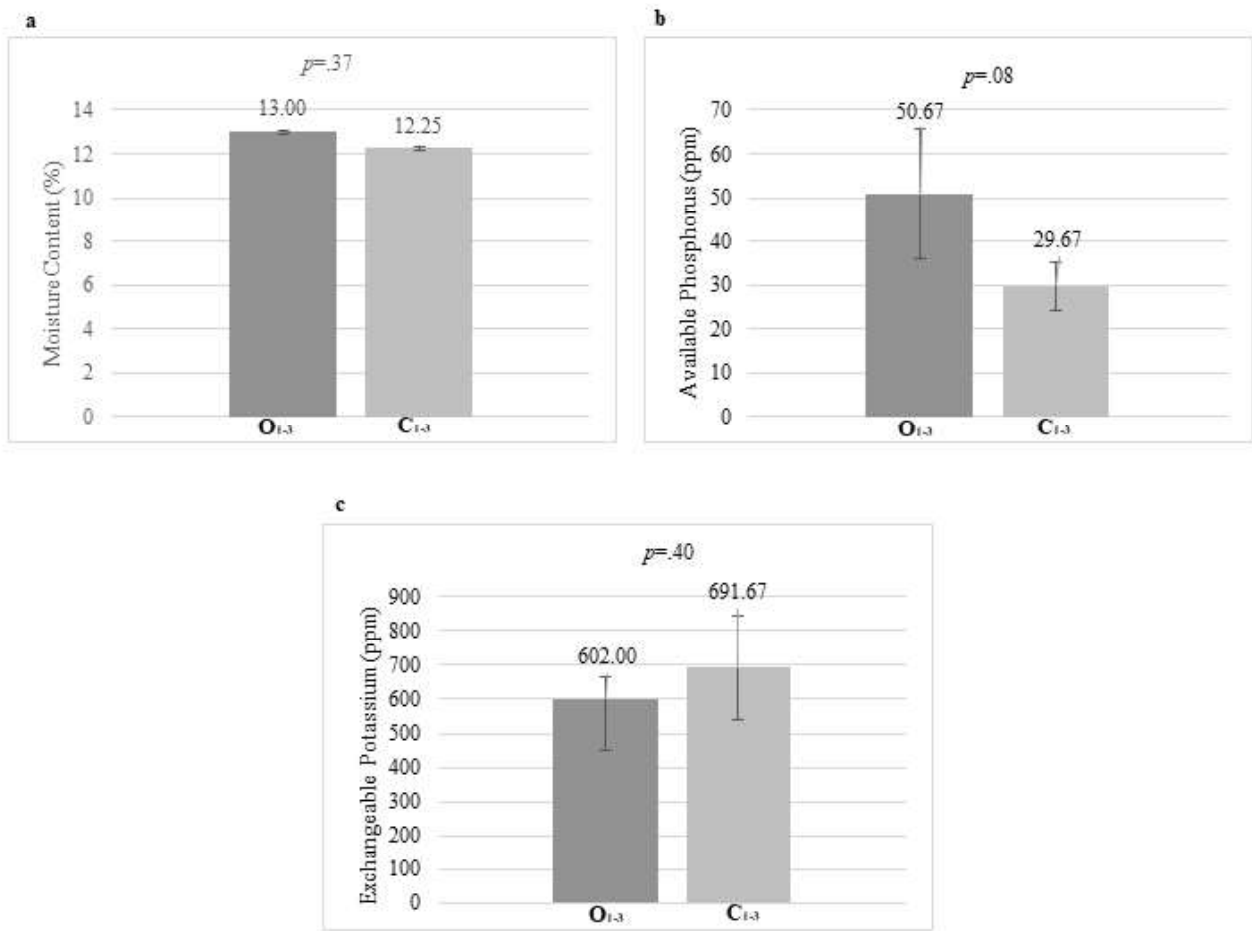 a
p=.37
Moisture Content (%)
14
12
10
8
6
4
2
0
13.00
12.25
O1-3
C1-3
b
p=.08
Available Phosphorus (ppm)
70
60
50
40
30
20
10
0
50.67
29.67
O1-3
C1-3
c
p=.40
Exchangeable Potassium (ppm)
900
800
700
600
500
400
300
200
100
0
602.00
691.67
O1-3
C1-3